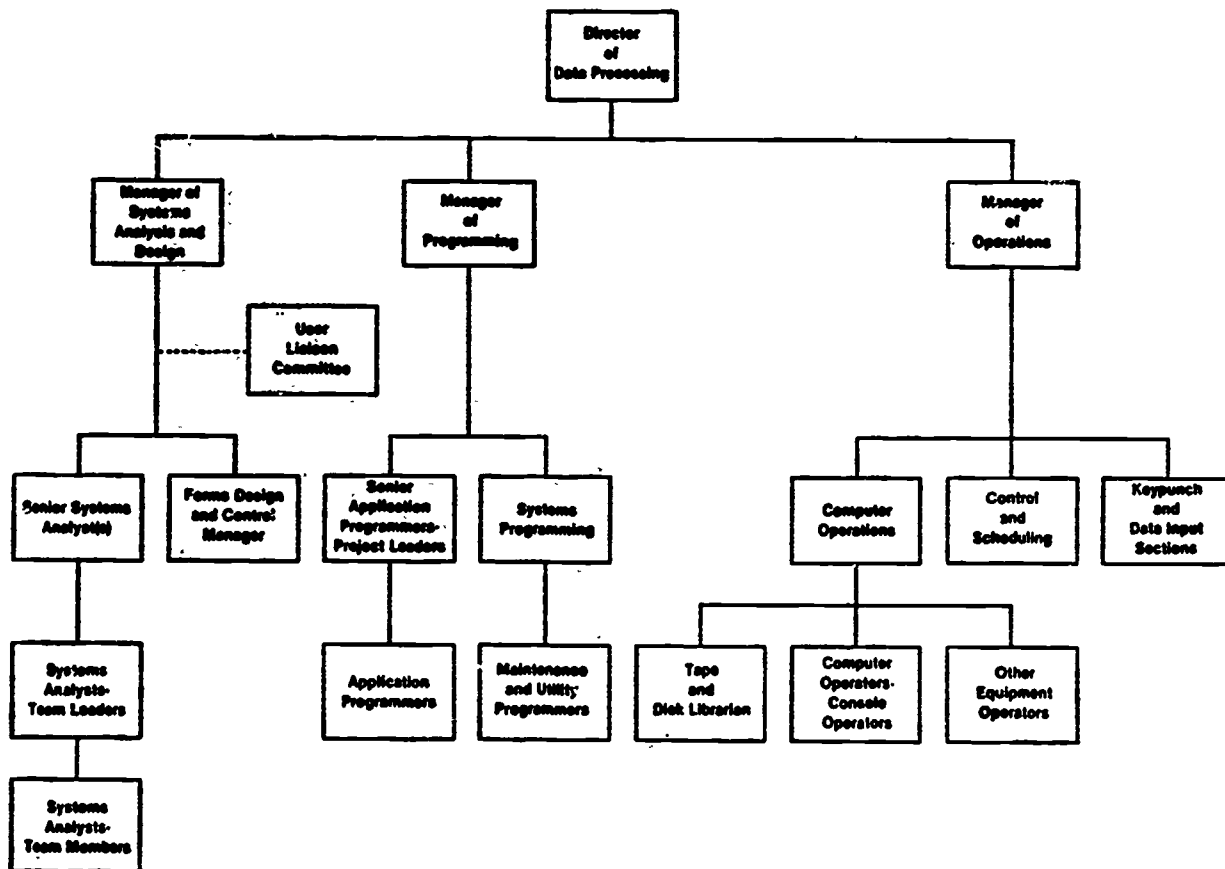 Director
of
Data Processing
Manager of
Systems
Analysis and
Design
Manager
of
Programming
Manager
of
Operations
User
Liaison
Committee
Senior Systems
Analyst(s)
Forms Design
and Control
Manager
Senior
Application
Programmers-
Project Leaders
Systems
Programming
Computer
Operations
Control
and
Scheduling
Keypunch
and
Data Input
Sections
Systems
Analysts-
Team Leaders
Application
Programmers
Maintenance
and Utility
Programmers
Tape
and
Disk Librarian
Computer
Operators-
Console
Operators
Other
Equipment
Operators
Systems
Analysts-
Team Members